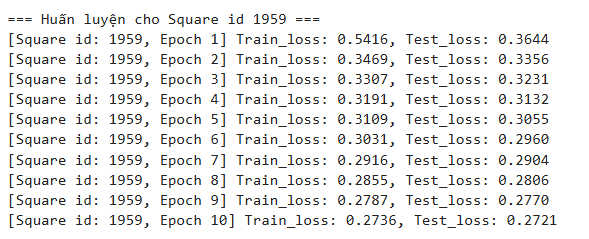 === Huấn luyện cho Square id 1959 ===
[Square id: 1959, Epoch 1] Train_loss: 0.5416, Test_loss: 0.3644
[Square id: 1959, Epoch 2] Train_loss: 0.3469, Test_loss: 0.3356
[Square id: 1959, Epoch 3] Train_loss: 0.3307, Test_loss: 0.3231
[Square id: 1959, Epoch 4] Train_loss: 0.3191, Test_loss: 0.3132
[Square id: 1959, Epoch 5] Train_loss: 0.3109, Test_loss: 0.3055
[Square id: 1959, Epoch 6] Train_loss: 0.3031, Test_loss: 0.2960
[Square id: 1959, Epoch 7] Train_loss: 0.2916, Test_loss: 0.2904
[Square id: 1959, Epoch 8] Train_loss: 0.2855, Test_loss: 0.2806
[Square id: 1959, Epoch 9] Train_loss: 0.2787, Test_loss: 0.2770
[Square id: 1959, Epoch 10] Train_loss: 0.2736, Test_loss: 0.2721